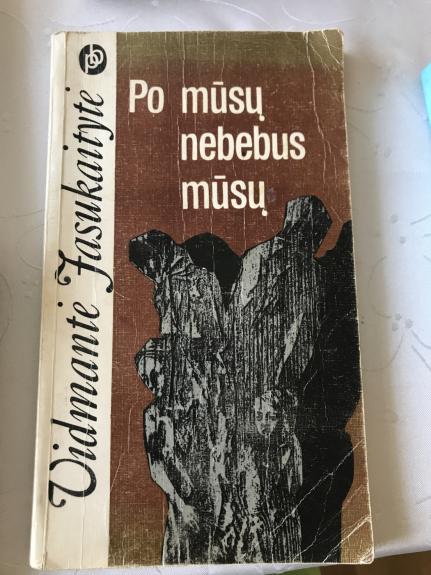 Vidmantė Jasukaitytė
Po mūsų
nebebus
mūsų